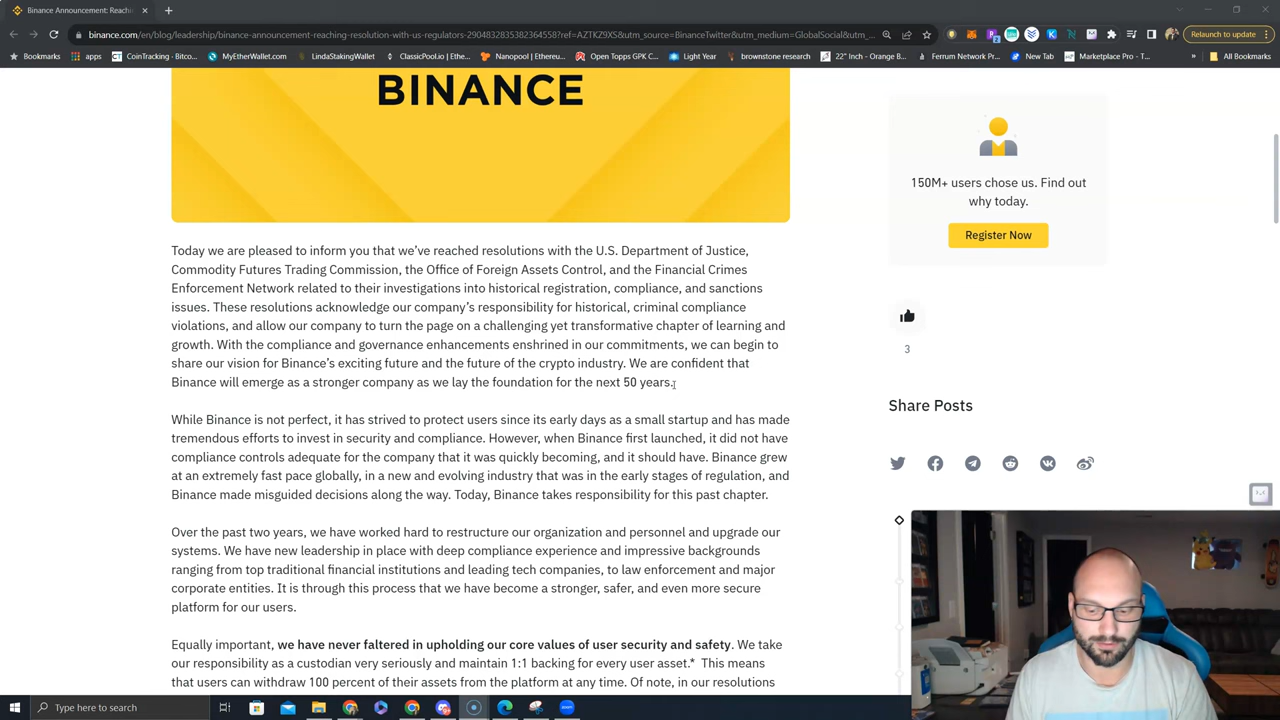 Binance Announcement: Reach
binance.com/en/blog/leadership/binance-announcement-reaching-resolution-with-us-regulators-2904832835382364558?ref=AZTKZ9XS&utm_source=BinanceTwitter&utm_medium=GlobalSocial&utm_...
Relaunch to update
Bookmarks
apps
CoinTracking - Bitco...
MyEtherWallet.com
LindaStakingWallet
ClassicPool.io | Ethe...
Nanopool | Ethereu...
Open Topps GPK C...
Light Year
brownstone research
22" Inch - Orange B...
Ferrum Network Pr...
New Tab
Marketplace Pro - T...
»
All Bookmarks
BINANCE
Today we are pleased to inform you that we’ve reached resolutions with the U.S. Department of Justice,
Commodity Futures Trading Commission, the Office of Foreign Assets Control, and the Financial Crimes
Enforcement Network related to their investigations into historical registration, compliance, and sanctions
issues. These resolutions acknowledge our company’s responsibility for historical, criminal compliance
violations, and allow our company to turn the page on a challenging yet transformative chapter of learning and
growth. With the compliance and governance enhancements enshrined in our commitments, we can begin to
share our vision for Binance’s exciting future and the future of the crypto industry. We are confident that
Binance will emerge as a stronger company as we lay the foundation for the next 50 years.
While Binance is not perfect, it has strived to protect users since its early days as a small startup and has made
tremendous efforts to invest in security and compliance. However, when Binance first launched, it did not have
compliance controls adequate for the company that it was quickly becoming, and it should have. Binance grew
at an extremely fast pace globally, in a new and evolving industry that was in the early stages of regulation, and
Binance made misguided decisions along the way. Today, Binance takes responsibility for this past chapter.
Over the past two years, we have worked hard to restructure our organization and personnel and upgrade our
systems. We have new leadership in place with deep compliance experience and impressive backgrounds
ranging from top traditional financial institutions and leading tech companies, to law enforcement and major
corporate entities. It is through this process that we have become a stronger, safer, and even more secure
platform for our users.
Equally important, we have never faltered in upholding our core values of user security and safety. We take
our responsibility as a custodian very seriously and maintain 1:1 backing for every user asset.* This means
that users can withdraw 100 percent of their assets from the platform at any time. Of note, in our resolutions
150M+ users chose us. Find out
why today.
Register Now
3
Share Posts
Type here to search
zoom